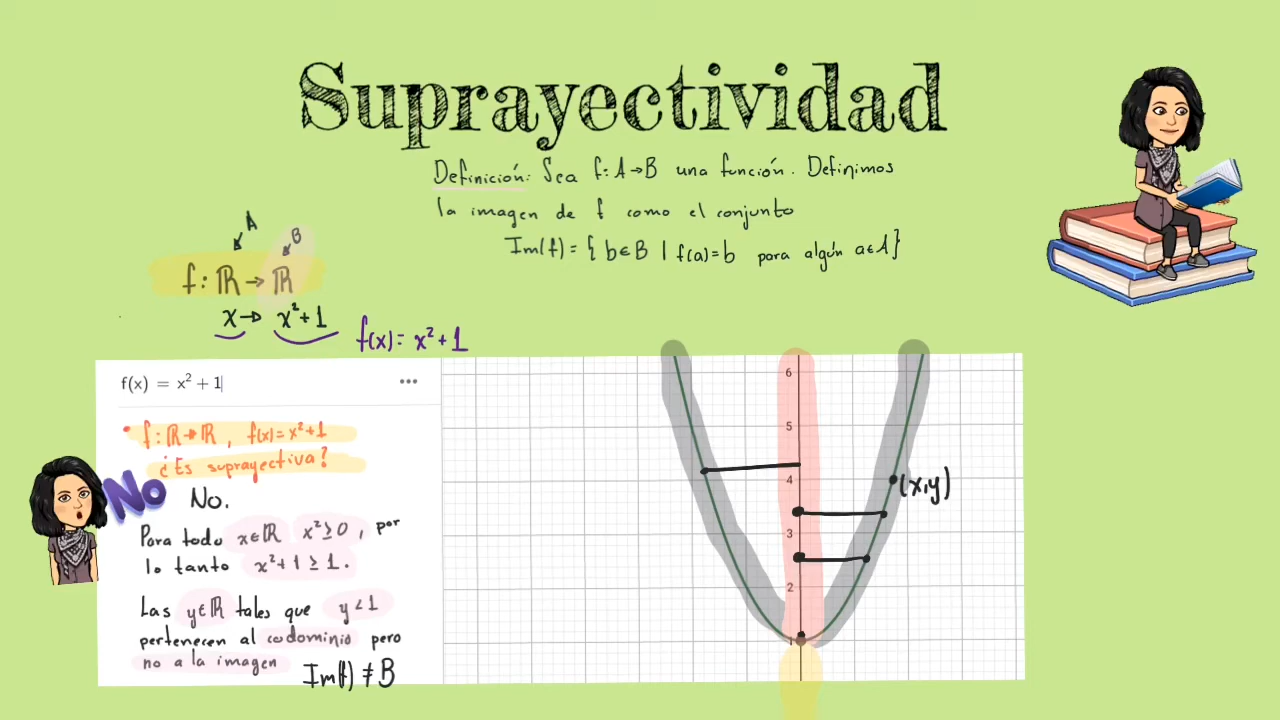 Suprayectividad
Definición: Sea f: A→B una función. Definimos
la imagen de f como el conjunto
Im(f) = { b∈B | f(a)=b para algún a∈A }
A
B
f: ℝ → ℝ
x → x²+1
f(x) = x²+1
f(x) = x² + 1
•••
• f: ℝ→ℝ, f(x)=x²+1
¿Es suprayectiva?
No
No.
Para todo x∈ℝ x²≥0, por
lo tanto x²+1≥1.
Las y∈ℝ tales que y<1
pertenecen al codominio pero
no a la imagen
Im(f) ≠ B
6
5
4
(x,y)
3
2
1